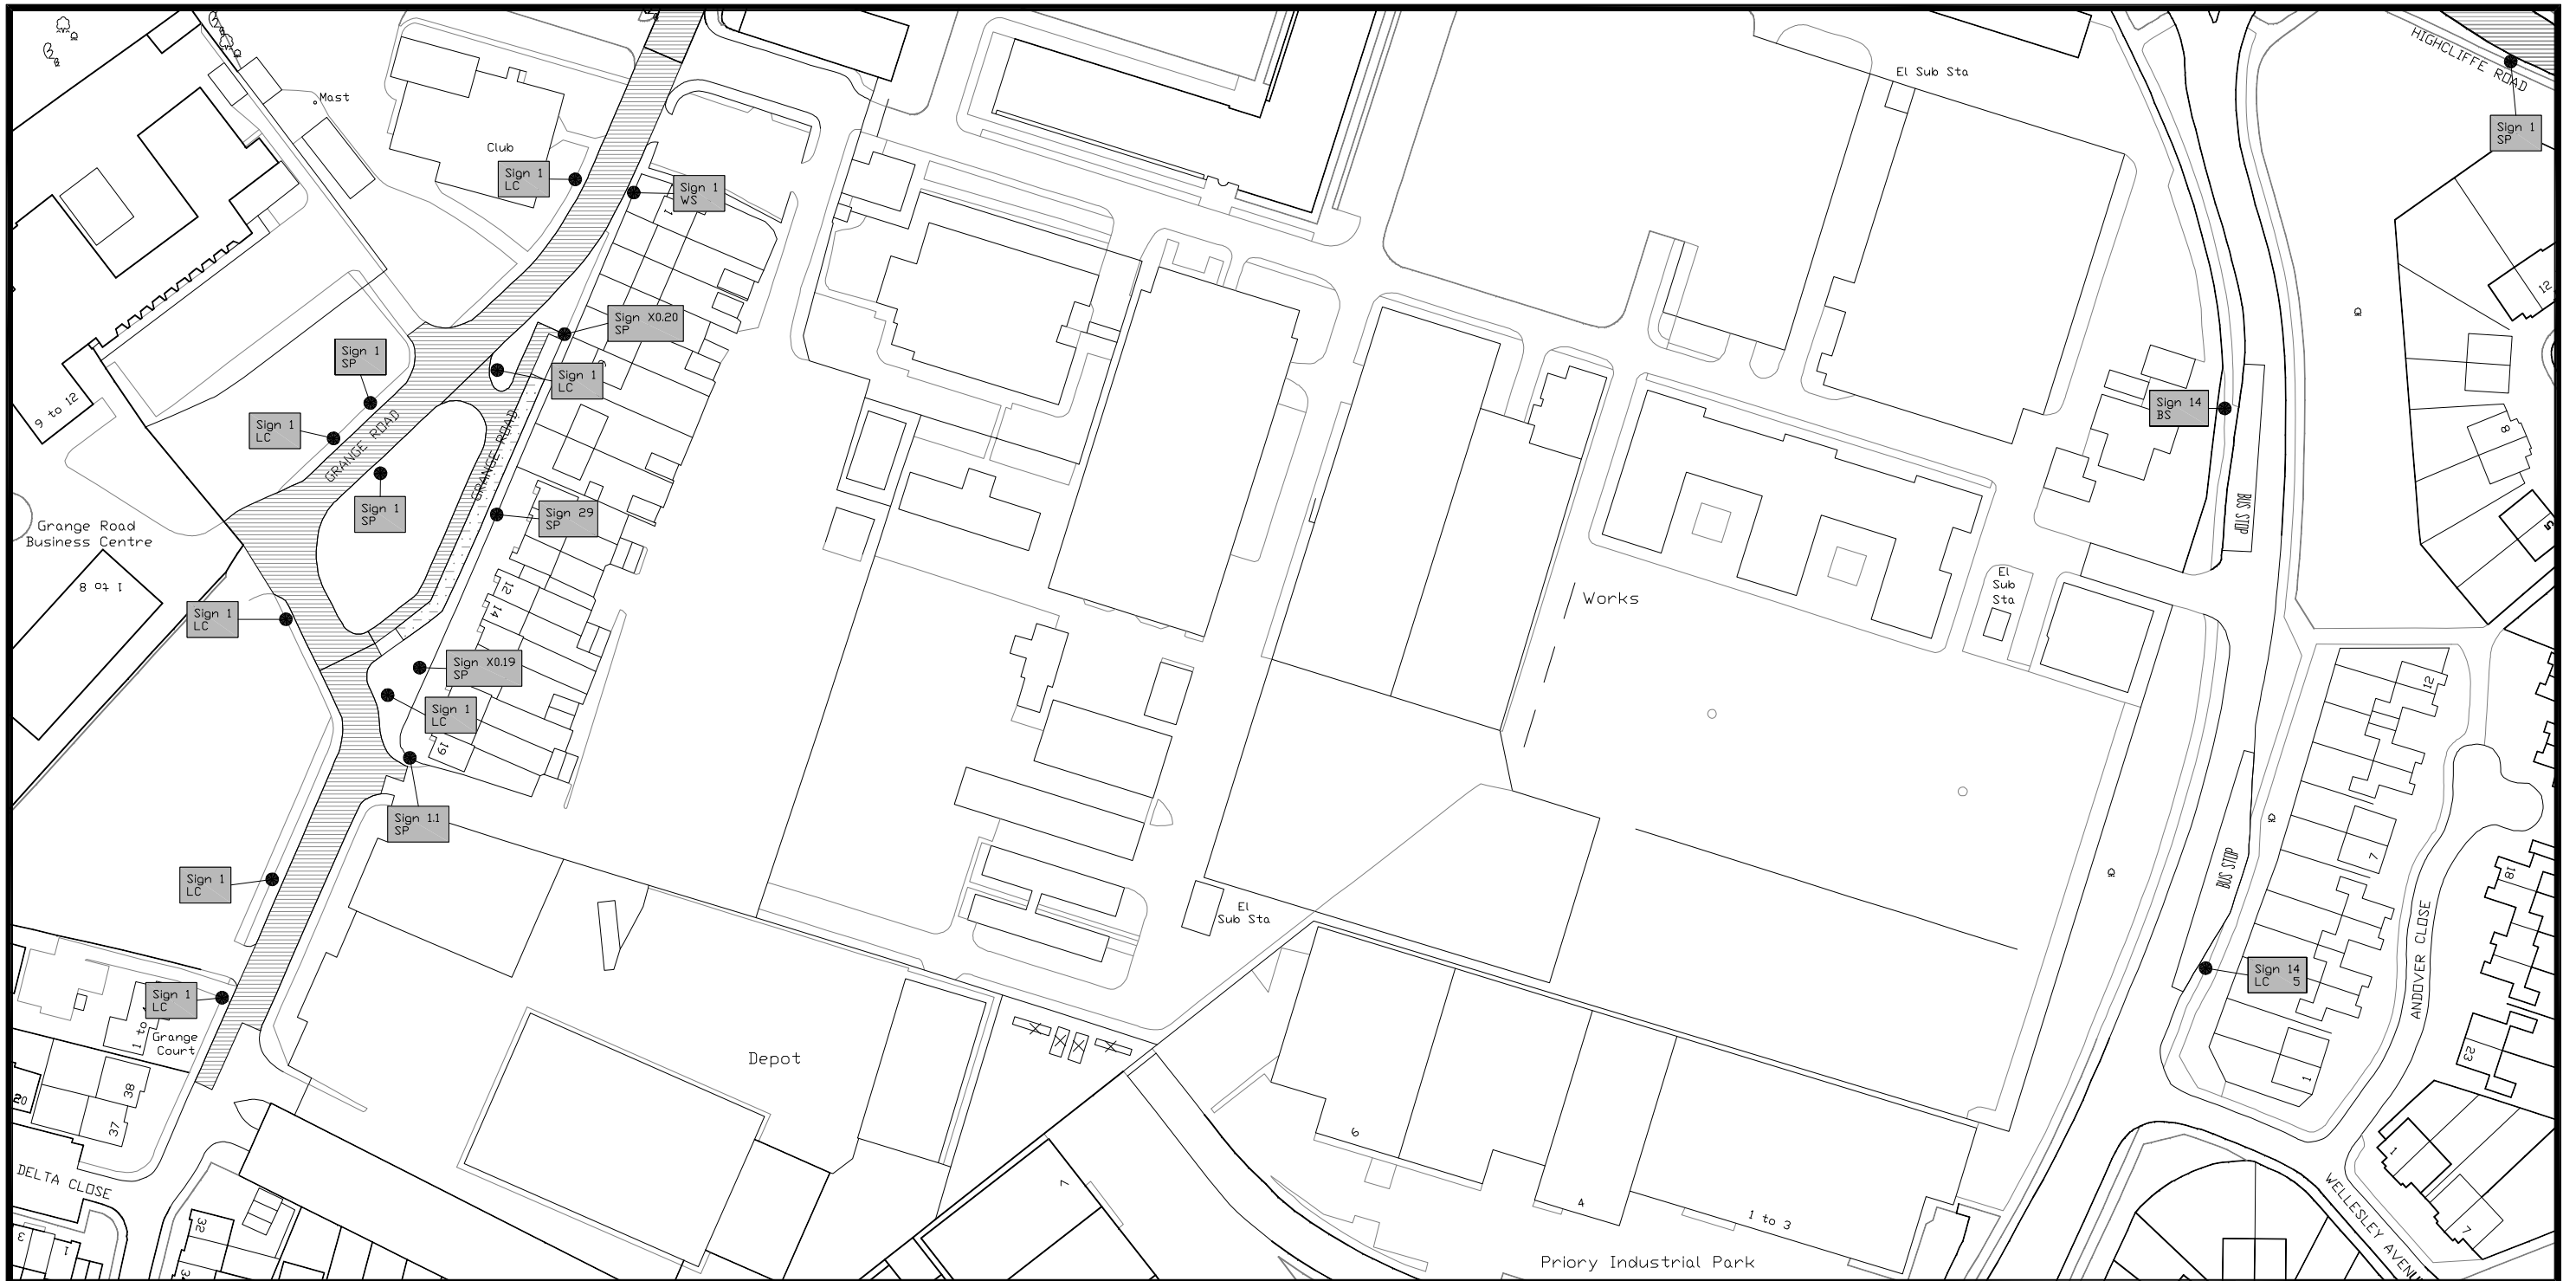 HIGHCLIFFE ROAD
El Sub Sta
Mast
Club
Sign 1
SP
Sign 1
LC
Sign 1
WS
1
12
Sign X0.20
SP
Sign 1
SP
Sign 1
LC
9 to 12
Sign 1
LC
GRANGE ROAD
GRANGE ROAD
Sign 14
BS
8
Sign 1
SP
Sign 29
SP
BUS STOP
5
Grange Road
Business Centre
1 to 8
12
14
El
Sub
Sta
Works
Sign 1
LC
Sign X0.19
SP
12
Sign 1
LC
19
Sign 1.1
SP
7
BUS STOP
18
Sign 1
LC
El
Sub Sta
ANDOVER CLOSE
Sign 14
LC 5
Sign 1
LC
1 to
Grange
Court
Depot
23
1
38
20
37
6
1
DELTA CLOSE
7
4
1 to 3
WELLESLEY AVENU
7
32
3
1
Priory Industrial Park